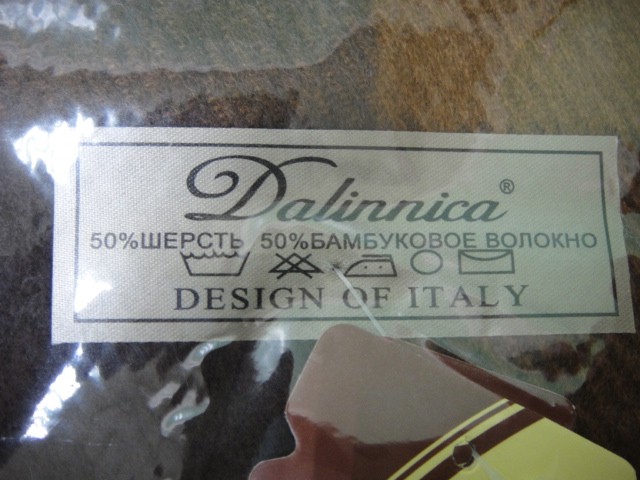 Dalinnica®
50%ШЕРСТЬ 50%БАМБУКОВОЕ ВОЛОКНО
DESIGN OF ITALY